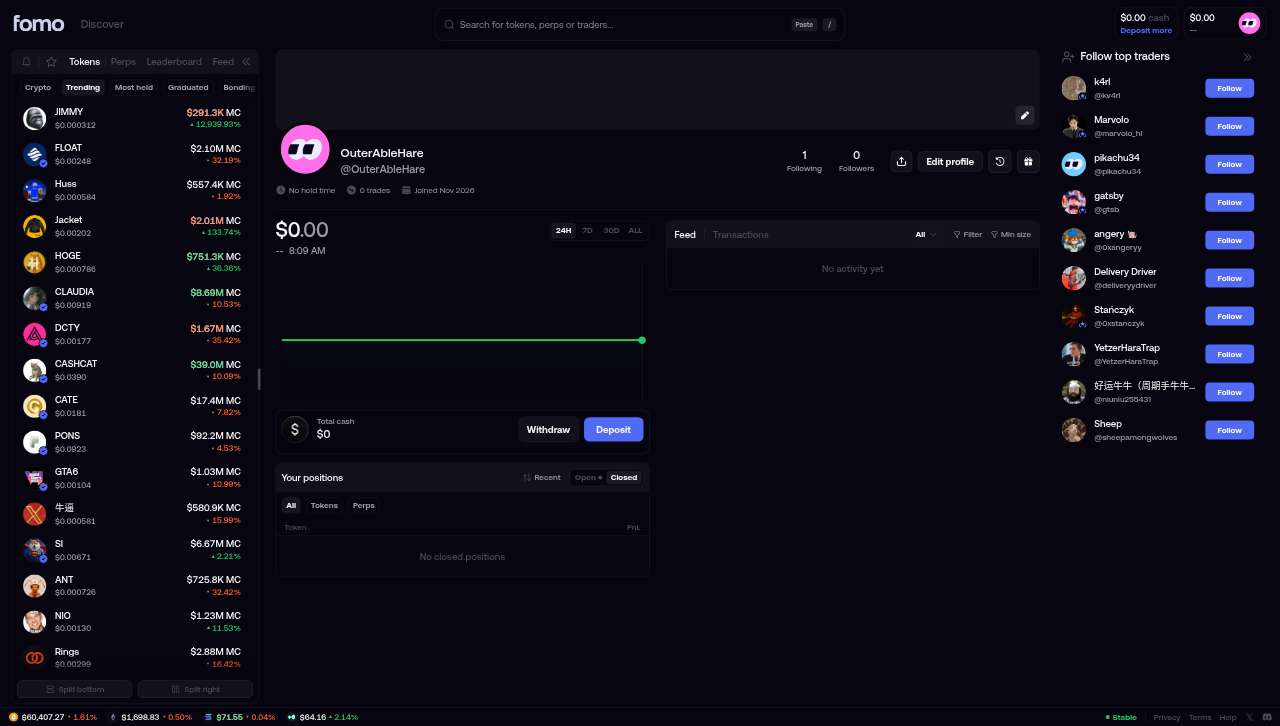 fomo
Discover
Search for tokens, perps or traders...
Paste
/
$0.00 cash
Deposit more
$0.00
—
Tokens Perps Leaderboard Feed
Crypto Trending Most held Graduated Bonding
JIMMY $291.3K MC
$0.000312 12,939.93%
FLOAT $2.10M MC
$0.00248 32.19%
Huss $557.4K MC
$0.000584 1.92%
Jacket $2.01M MC
$0.00202 133.74%
HOGE $751.3K MC
$0.000786 36.36%
CLAUDIA $8.69M MC
$0.00919 10.53%
DCTY $1.67M MC
$0.00177 35.42%
CASHCAT $39.0M MC
$0.0390 10.09%
CATE $17.4M MC
$0.0181 7.82%
PONS $92.2M MC
$0.0923 4.53%
GTA6 $1.03M MC
$0.00104 10.99%
牛逼 $580.9K MC
$0.000581 15.99%
SI $6.67M MC
$0.00671 2.21%
ANT $725.8K MC
$0.000726 32.42%
NIO $1.23M MC
$0.00130 11.53%
Rings $2.88M MC
$0.00299 16.42%
Split bottom Split right
OuterAbleHare
@OuterAbleHare
No hold time 0 trades Joined Nov 2026
1 Following
0 Followers
Edit profile
$0.00
-- 8:09 AM
24H 7D 30D ALL
$
Total cash
$0
Withdraw Deposit
Your positions Recent Open Closed
All Tokens Perps
Token PnL
No closed positions
Feed Transactions All Filter Min size
No activity yet
Follow top traders
k4rl
@kv4rl
Follow
Marvolo
@marvolo_hl
Follow
pikachu34
@pikachu34
Follow
gatsby
@gtsb
Follow
angery
@0xangeryy
Follow
Delivery Driver
@deliveryydriver
Follow
Stańczyk
@0xstanczyk
Follow
YetzerHaraTrap
@YetzerHaraTrap
Follow
好运牛牛（周期手牛牛...
@niuniu255431
Follow
Sheep
@sheepamongwolves
Follow
$60,407.27 1.61% $1,698.83 0.50% $71.55 0.04% $64.16 2.14%
Stable Privacy Terms Help